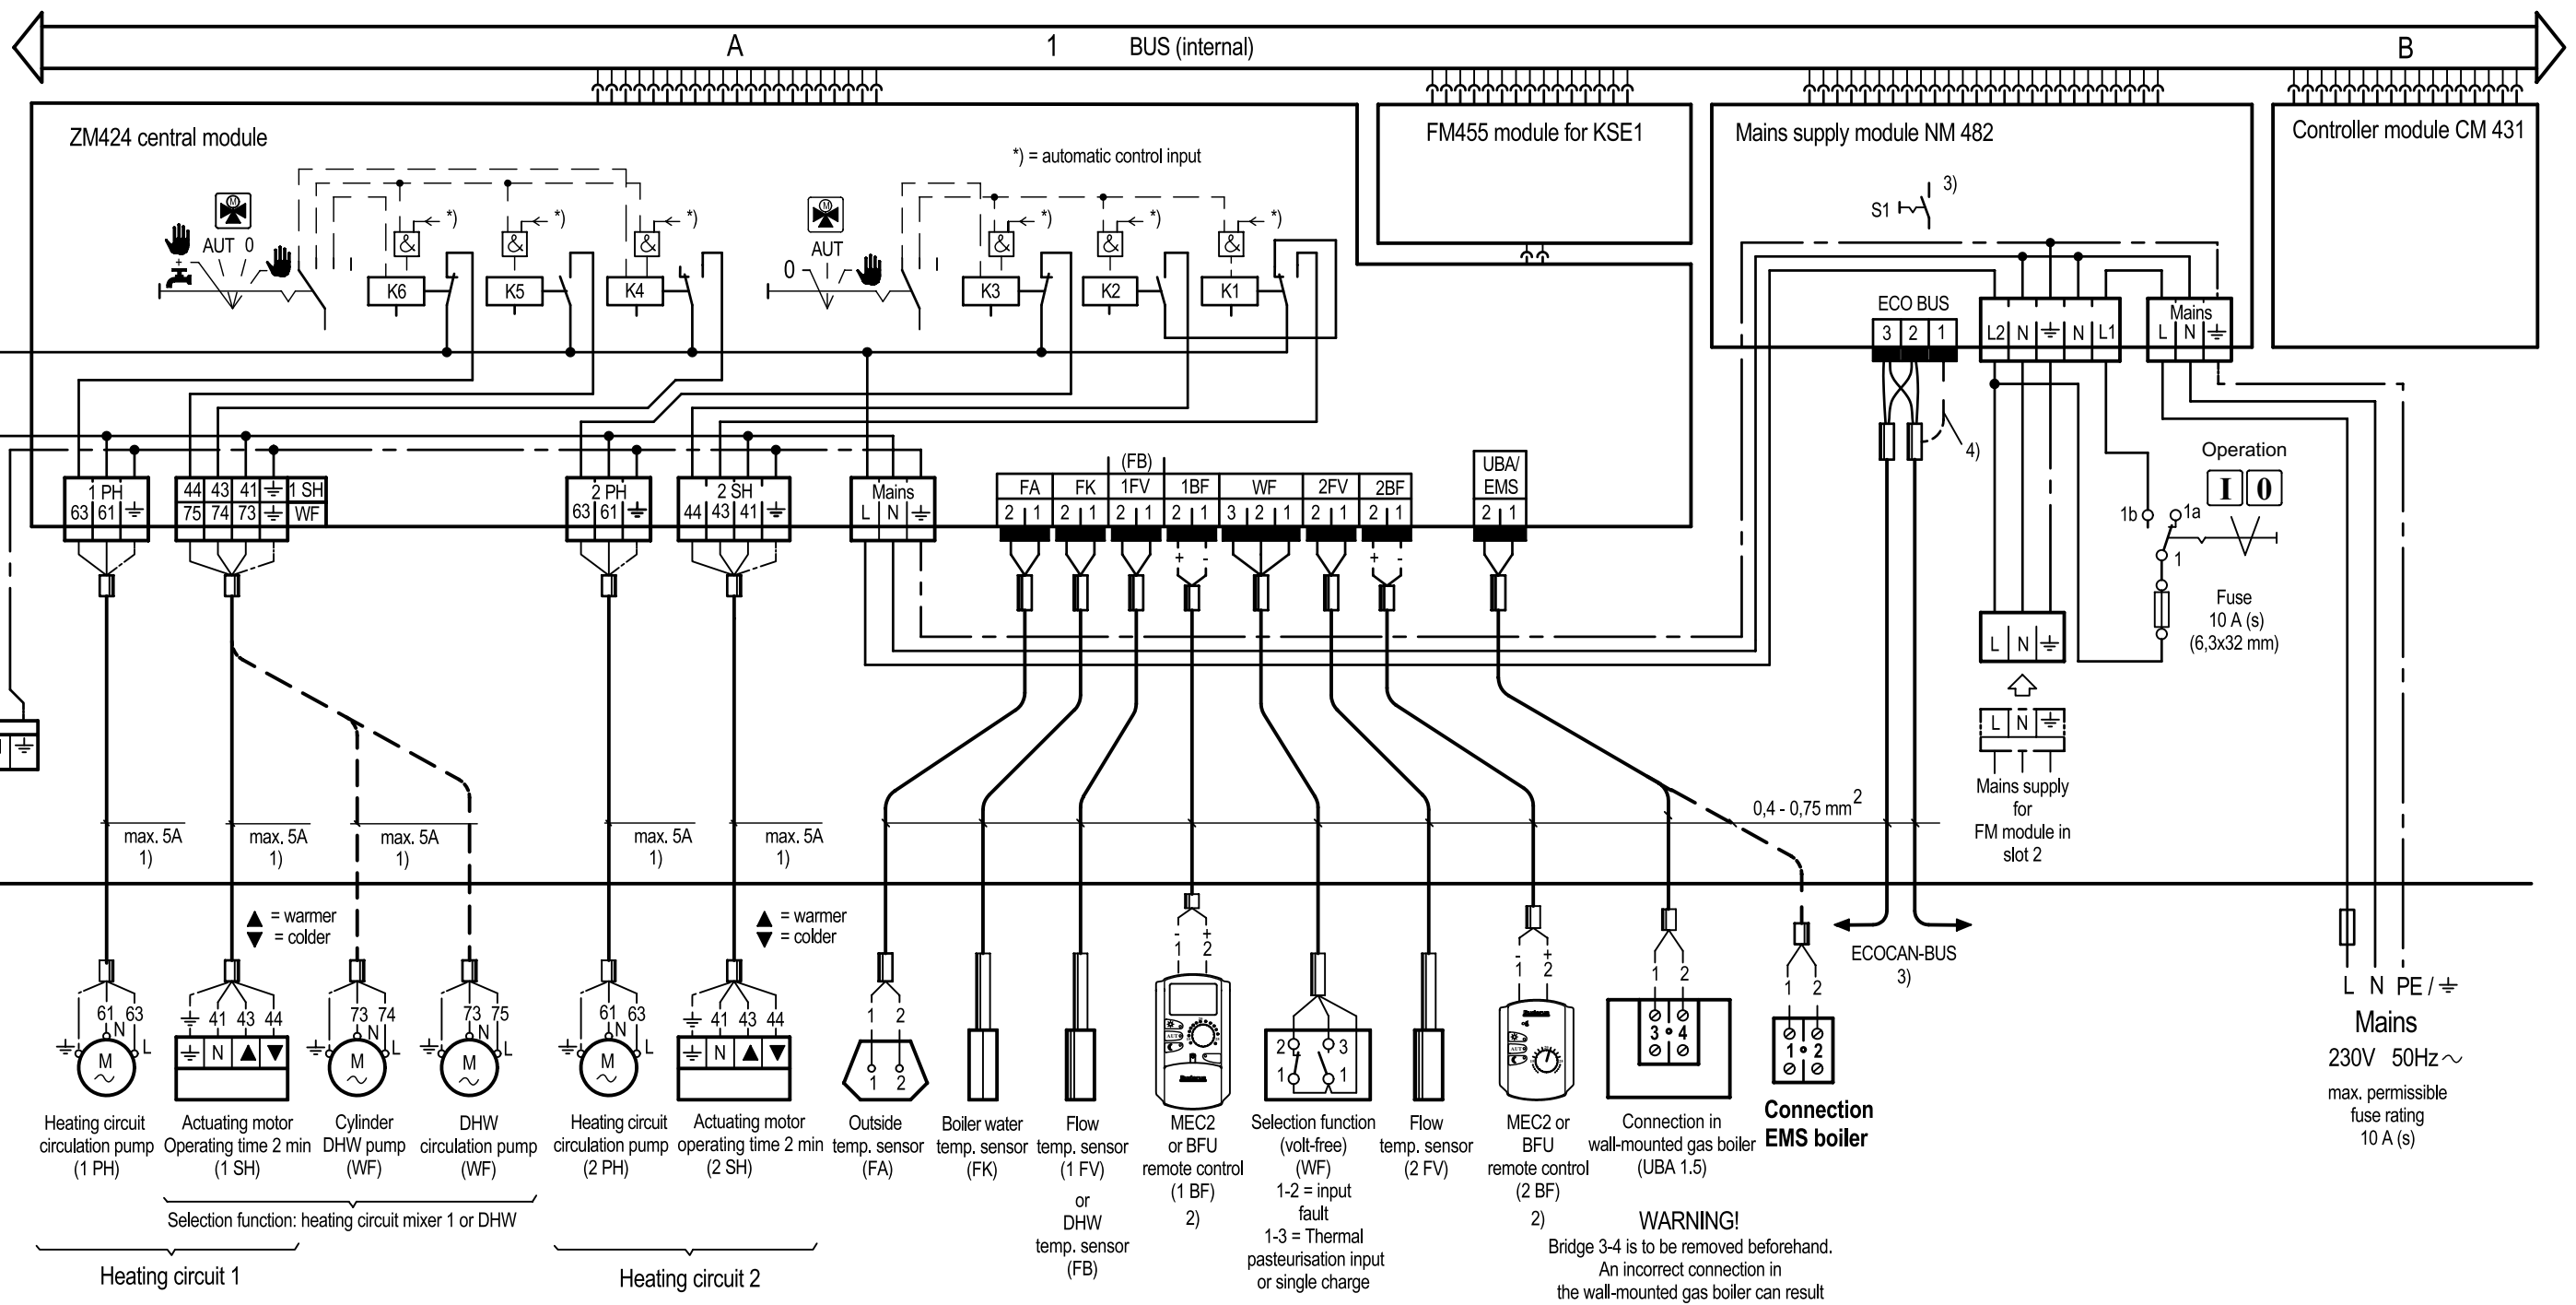 A 1 BUS (internal) B
ZM424 central module
FM455 module for KSE1
Mains supply module NM 482
Controller module CM 431
*) = automatic control input
M
AUT 0
+
& *) & *) & *)
K6 K5 K4
M
AUT
0
& *) & *) & *)
K3 K2 K1
S1 3)
ECO BUS
3 2 1
L2 N N L1
Mains
L N
4)
1 PH
63 61
44 43 41 1 SH
75 74 73 WF
2 PH
63 61
2 SH
44 43 41
Mains
L N
(FB)
FA FK 1FV 1BF WF 2FV 2BF
2 1 2 1 2 1 2 1 3 2 1 2 1 2 1
+ - + -
UBA/
EMS
2 1
Operation
I 0
1b 1a
1
Fuse
10 A (s)
(6,3x32 mm)
L N
L N
Mains supply
for
FM module in
slot 2
0,4 - 0,75 mm2
max. 5A
1)
max. 5A
1)
max. 5A
1)
max. 5A
1)
max. 5A
1)
▲ = warmer
▼ = colder
▲ = warmer
▼ = colder
61 63
N
L
M
~
Heating circuit
circulation pump
(1 PH)
41 43 44
N ▲ ▼
Actuating motor
Operating time 2 min
(1 SH)
73 74
N
L
M
~
Cylinder
DHW pump
(WF)
73 75
N
L
M
~
DHW
circulation pump
(WF)
Selection function: heating circuit mixer 1 or DHW
Heating circuit 1
61 63
N
L
M
~
Heating circuit
circulation pump
(2 PH)
41 43 44
N ▲ ▼
Actuating motor
operating time 2 min
(2 SH)
Heating circuit 2
1 2
1 2
Outside
temp. sensor
(FA)
Boiler water
temp. sensor
(FK)
Flow
temp. sensor
(1 FV)
or
DHW
temp. sensor
(FB)
- +
1 2
AUT
MEC2
or BFU
remote control
(1 BF)
2)
2 3
1 1
Selection function
(volt-free)
(WF)
1-2 = input
fault
1-3 = Thermal
pasteurisation input
or single charge
Flow
temp. sensor
(2 FV)
- +
1 2
AUT
MEC2 or
BFU
remote control
(2 BF)
2)
1 2
3 4
Connection in
wall-mounted gas boiler
(UBA 1.5)
1 2
1 2
Connection
EMS boiler
WARNING!
Bridge 3-4 is to be removed beforehand.
An incorrect connection in
the wall-mounted gas boiler can result
ECOCAN-BUS
3)
L N PE /
Mains
230V 50Hz ~
max. permissible
fuse rating
10 A (s)